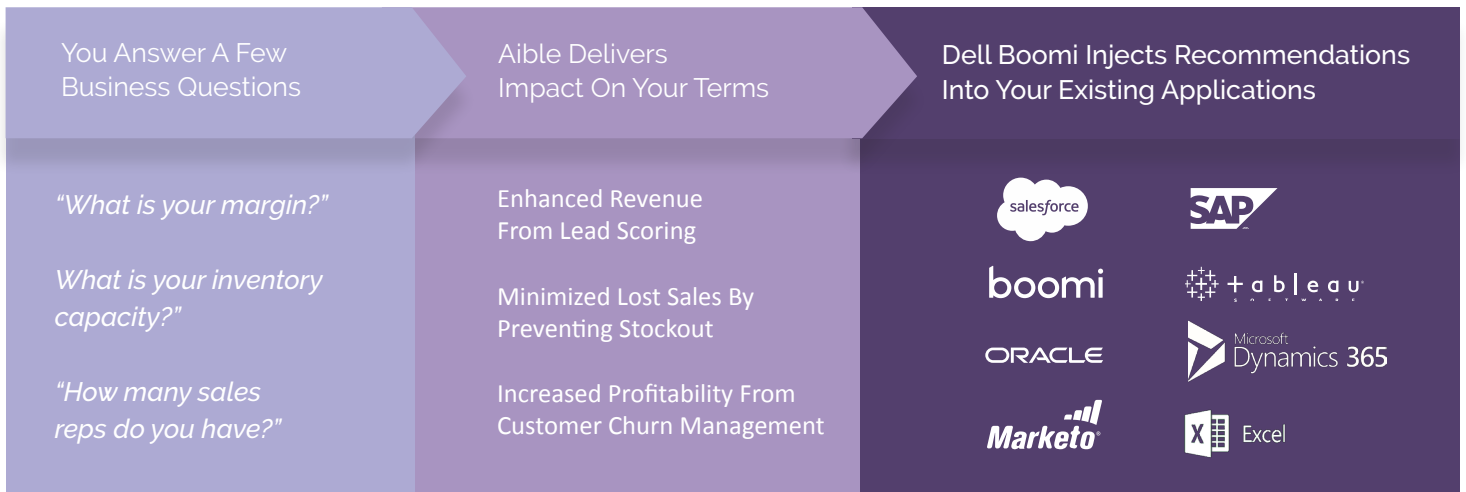 You Answer A Few
Business Questions
“What is your margin?”
What is your inventory
capacity?”
“How many sales
reps do you have?”
Aible Delivers
Impact On Your Terms
Enhanced Revenue
From Lead Scoring
Minimized Lost Sales By
Preventing Stockout
Increased Profitability From
Customer Churn Management
Dell Boomi Injects Recommendations
Into Your Existing Applications
salesforce
SAP
boomi
tableau
SOFTWARE
ORACLE
Microsoft
Dynamics 365
Marketo
X
Excel